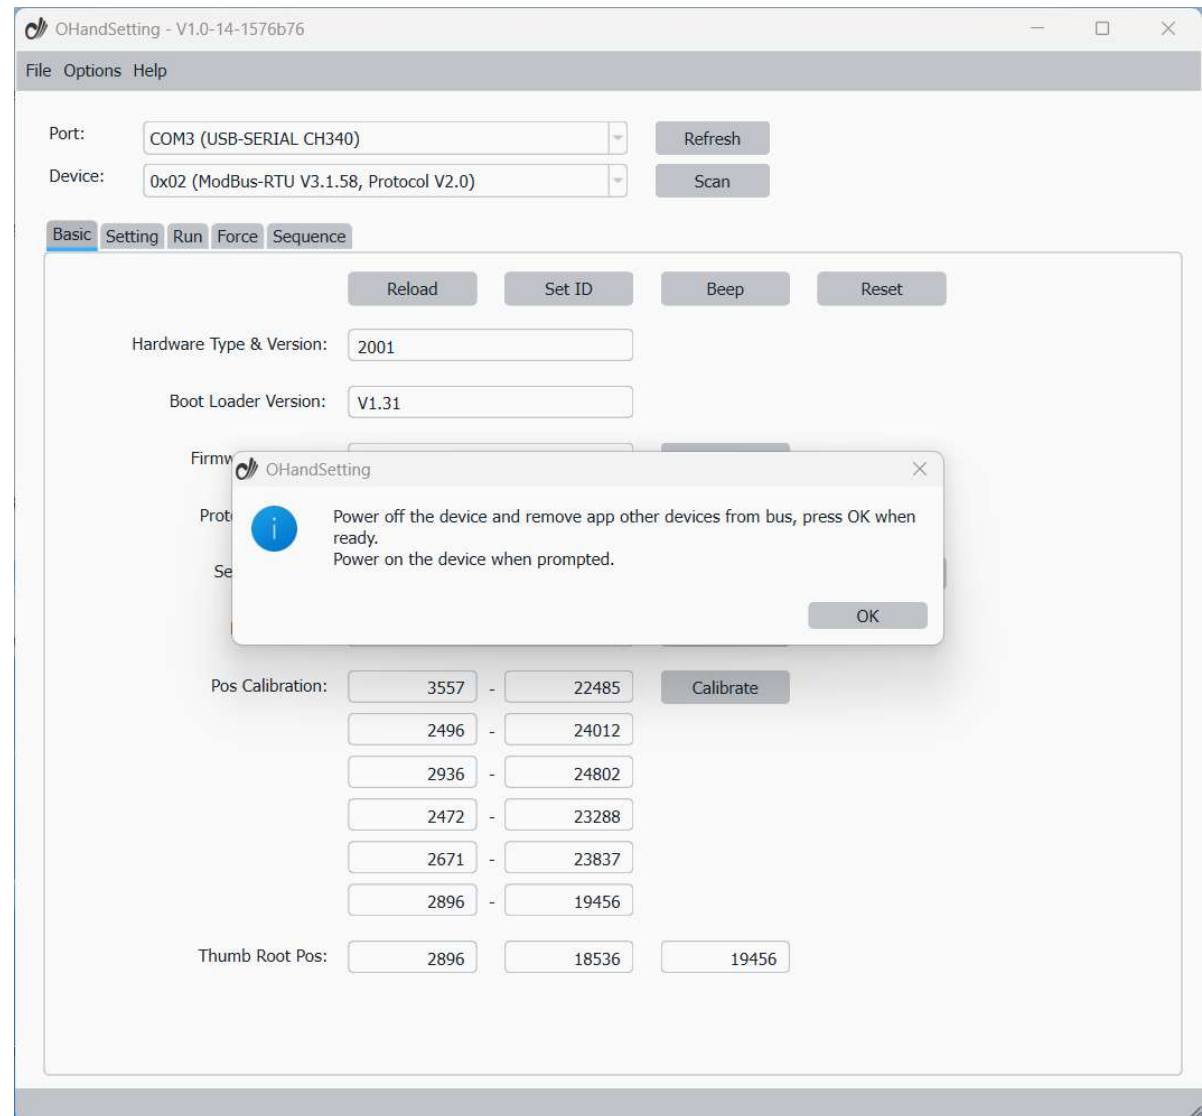 OHandSetting - V1.0-14-1576b76
File Options Help
Port: COM3 (USB-SERIAL CH340) Refresh
Device: 0x02 (ModBus-RTU V3.1.58, Protocol V2.0) Scan
Basic Setting Run Force Sequence
Reload Set ID Beep Reset
Hardware Type & Version: 2001
Boot Loader Version: V1.31
OHandSetting
Power off the device and remove app other devices from bus, press OK when
ready.
Power on the device when prompted.
OK
Pos Calibration: 3557 - 22485 Calibrate
2496 - 24012
2936 - 24802
2472 - 23288
2671 - 23837
2896 - 19456
Thumb Root Pos: 2896 18536 19456